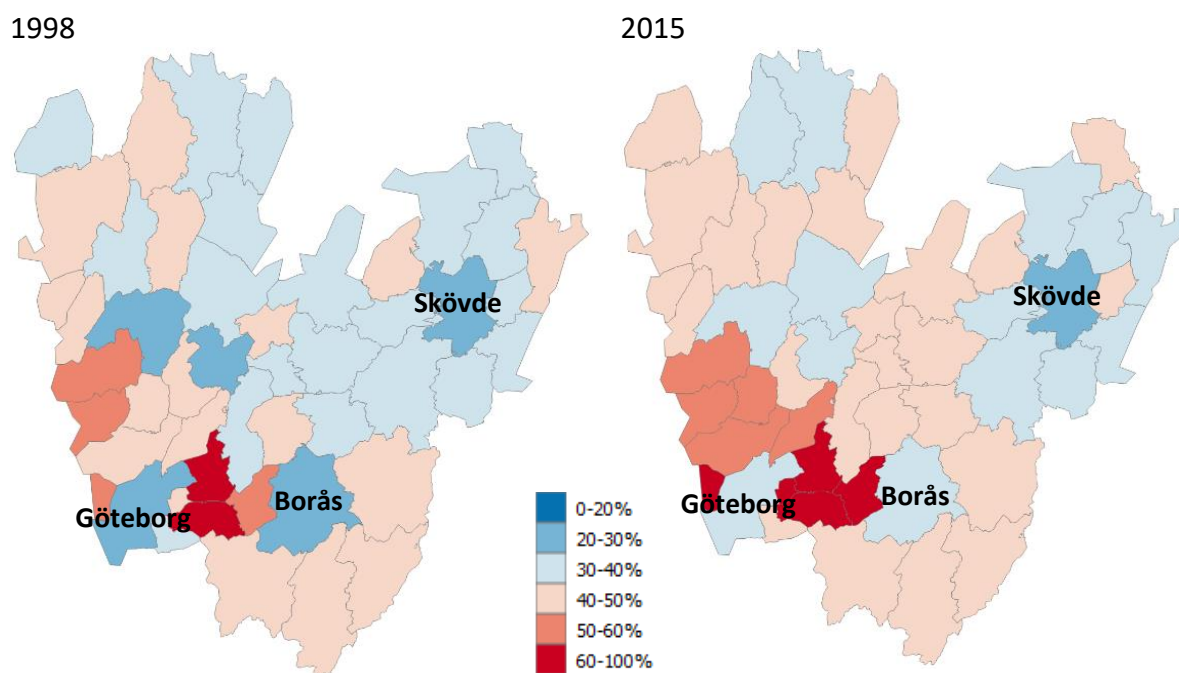 1998
2015
Skövde
Skövde
Göteborg
Borås
Göteborg
Borås
0-20%
20-30%
30-40%
40-50%
50-60%
60-100%